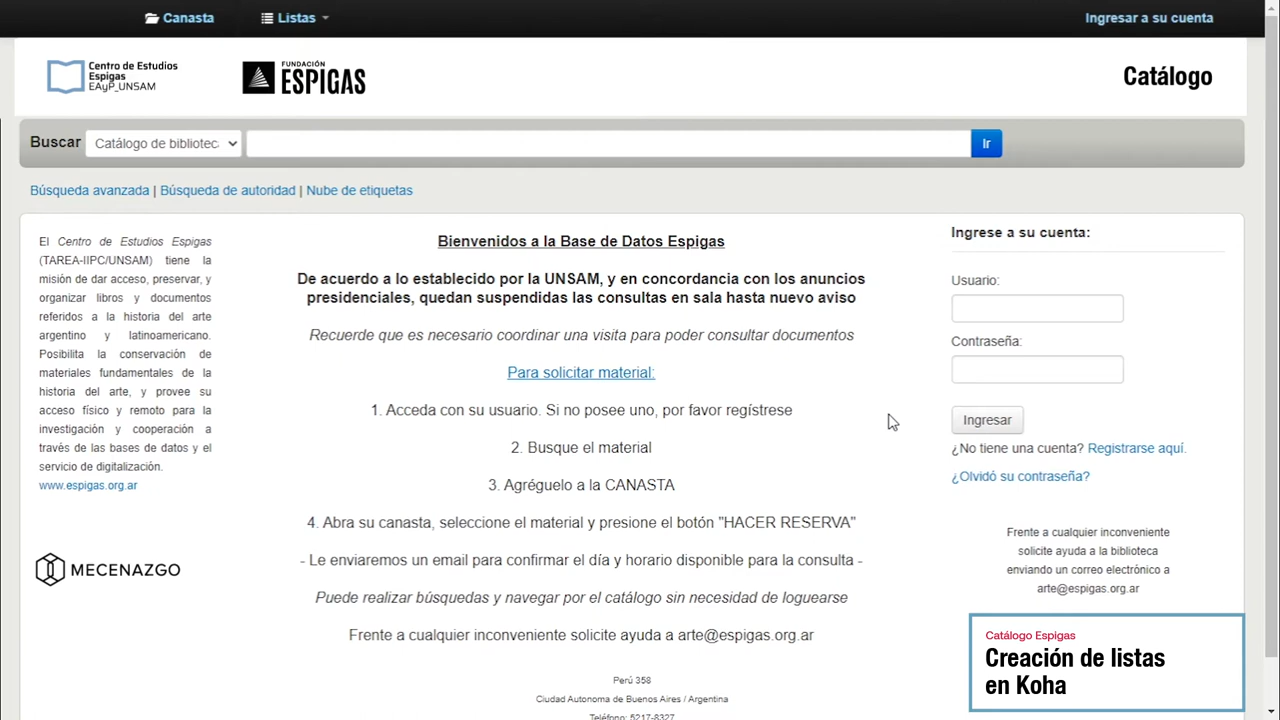 Canasta
Listas
Ingresar a su cuenta
Centro de Estudios
Espigas
EAyP_UNSAM
FUNDACIÓN
ESPIGAS
Catálogo
Buscar
Catálogo de bibliotec
Ir
Búsqueda avanzada | Búsqueda de autoridad | Nube de etiquetas
El Centro de Estudios Espigas
(TAREA-IIPC/UNSAM) tiene la
misión de dar acceso, preservar, y
organizar libros y documentos
referidos a la historia del arte
argentino y latinoamericano.
Posibilita la conservación de
materiales fundamentales de la
historia del arte, y provee su
acceso físico y remoto para la
investigación y cooperación a
través de las bases de datos y el
servicio de digitalización.
www.espigas.org.ar
MECENAZGO
Bienvenidos a la Base de Datos Espigas
De acuerdo a lo establecido por la UNSAM, y en concordancia con los anuncios
presidenciales, quedan suspendidas las consultas en sala hasta nuevo aviso
Recuerde que es necesario coordinar una visita para poder consultar documentos
Para solicitar material:
1. Acceda con su usuario. Si no posee uno, por favor regístrese
2. Busque el material
3. Agréguelo a la CANASTA
4. Abra su canasta, seleccione el material y presione el botón "HACER RESERVA"
- Le enviaremos un email para confirmar el día y horario disponible para la consulta -
Puede realizar búsquedas y navegar por el catálogo sin necesidad de loguearse
Frente a cualquier inconveniente solicite ayuda a arte@espigas.org.ar
Perú 358
Ciudad Autonoma de Buenos Aires / Argentina
Teléfono: 5217-8327
Ingrese a su cuenta:
Usuario:
Contraseña:
Ingresar
¿No tiene una cuenta? Registrarse aquí.
¿Olvidó su contraseña?
Frente a cualquier inconveniente
solicite ayuda a la biblioteca
enviando un correo electrónico a
arte@espigas.org.ar
Catálogo Espigas
Creación de listas
en Koha